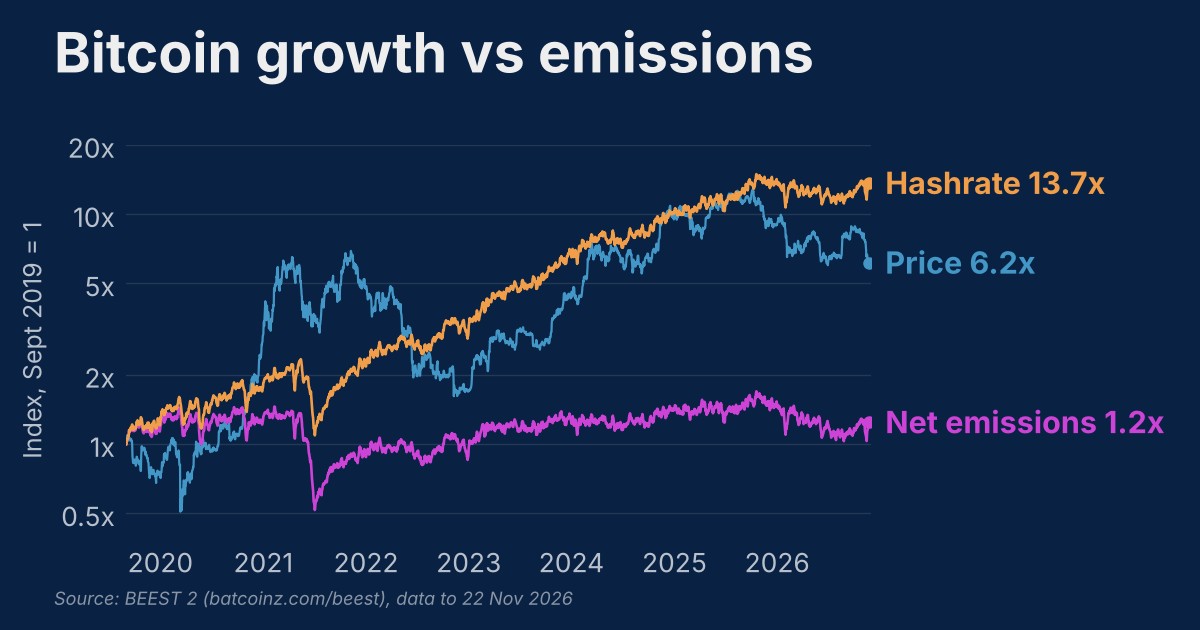 Bitcoin growth vs emissions
20x
10x
5x
2x
1x
0.5x
Index, Sept 2019 = 1
Hashrate 13.7x
Price 6.2x
Net emissions 1.2x
2020 2021 2022 2023 2024 2025 2026
Source: BEEST 2 (batcoinz.com/beest), data to 22 Nov 2026